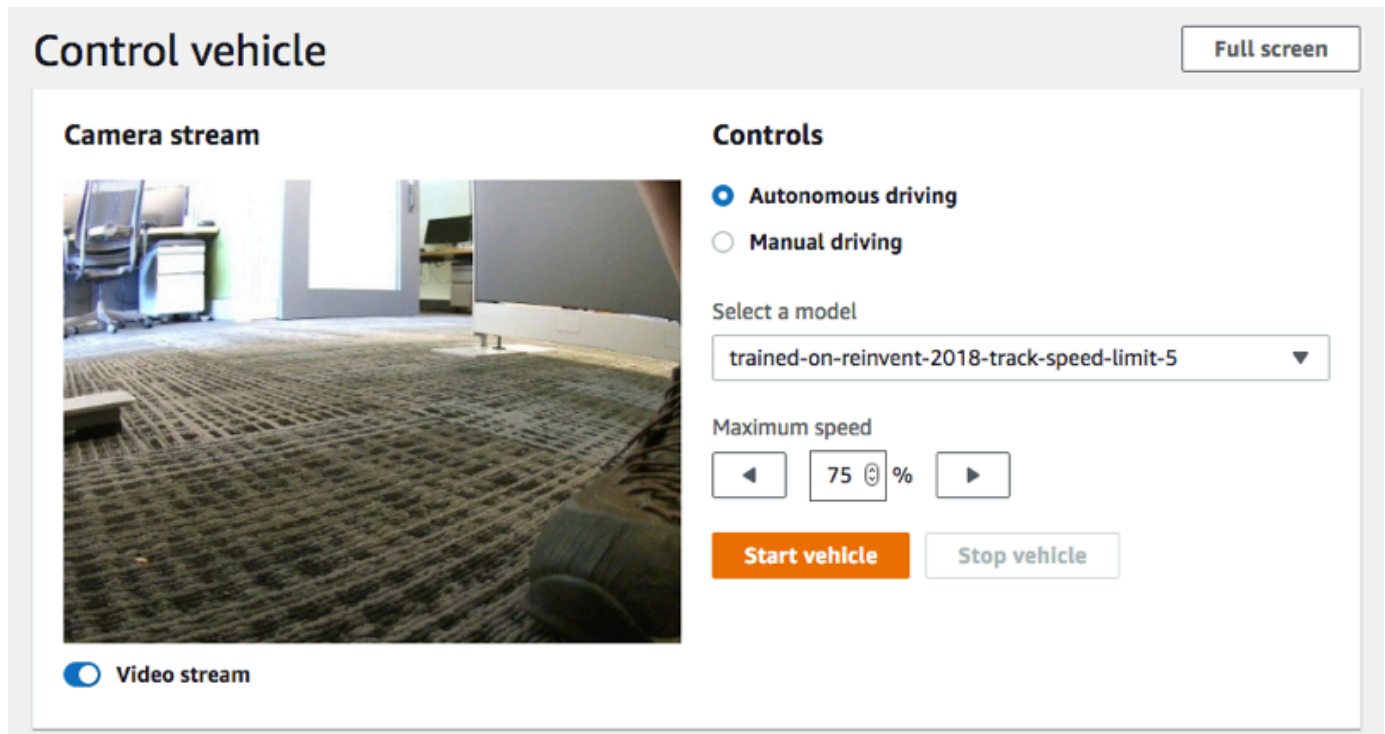 Control vehicle
Full screen
Camera stream
Controls
Autonomous driving
Manual driving
Select a model
trained-on-reinvent-2018-track-speed-limit-5
Maximum speed
75 %
Start vehicle
Stop vehicle
Video stream